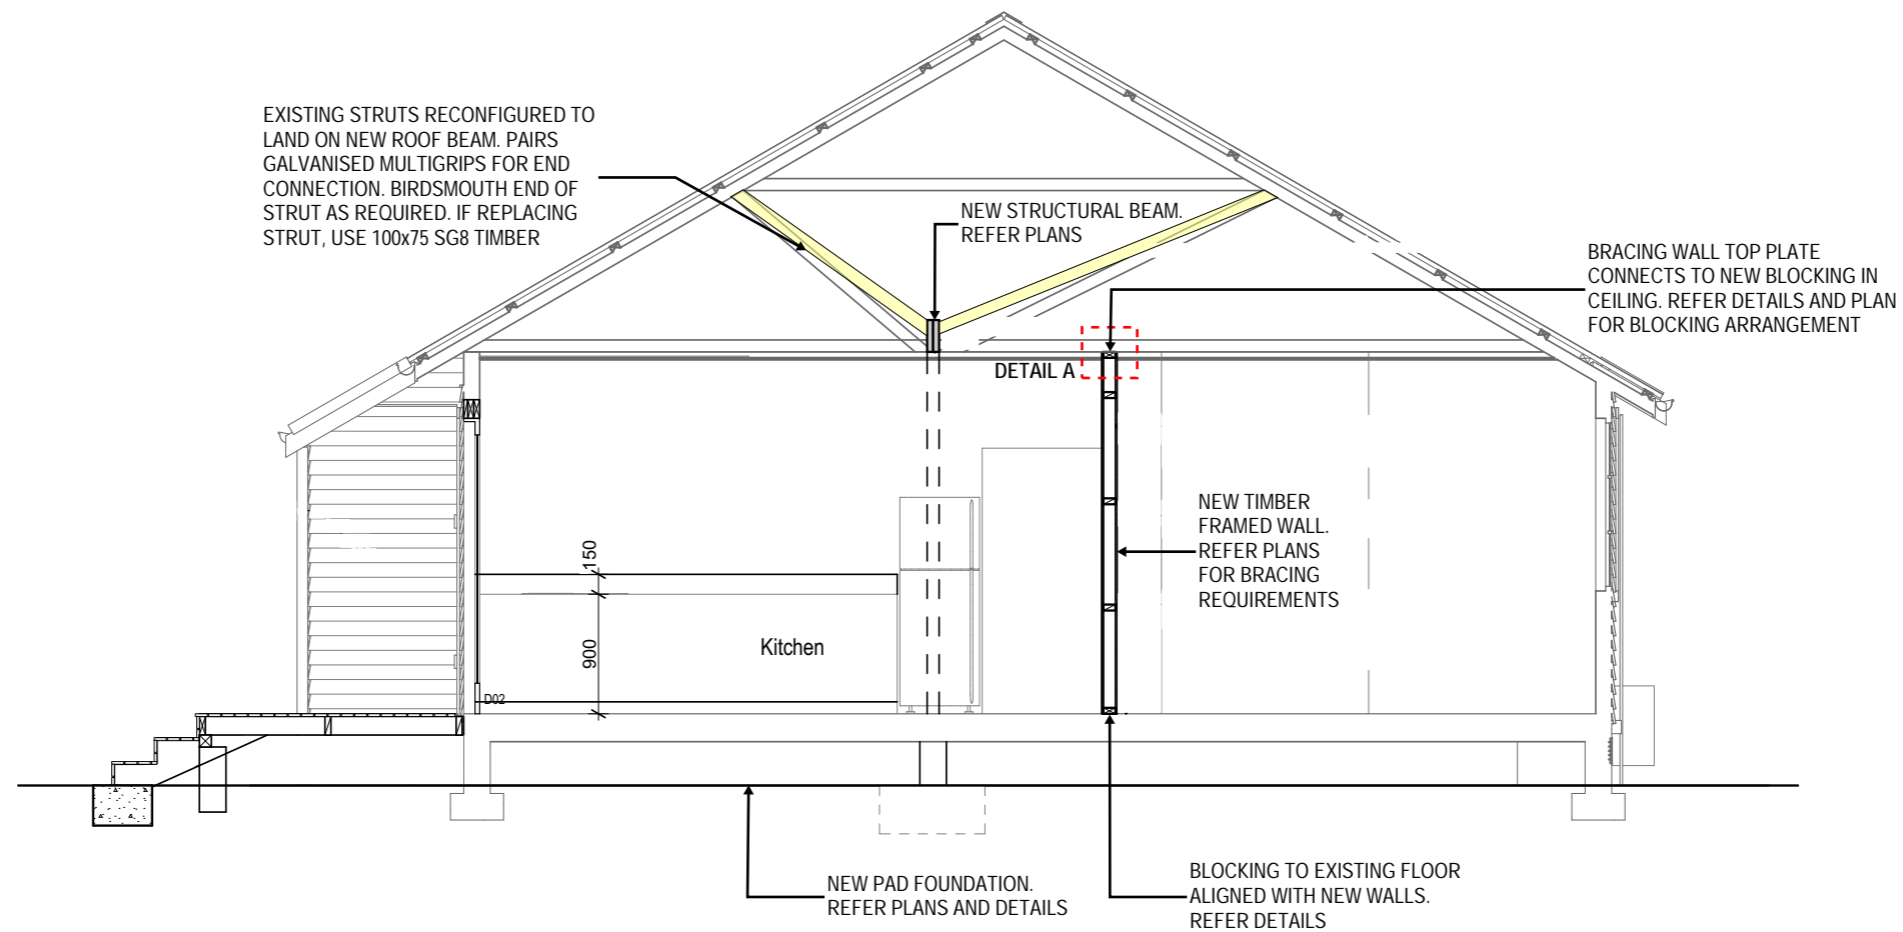 EXISTING STRUTS RECONFIGURED TO
LAND ON NEW ROOF BEAM. PAIRS
GALVANISED MULTIGRIPS FOR END
CONNECTION. BIRDSMOUTH END OF
STRUT AS REQUIRED. IF REPLACING
STRUT, USE 100x75 SG8 TIMBER
NEW STRUCTURAL BEAM.
REFER PLANS
BRACING WALL TOP PLATE
CONNECTS TO NEW BLOCKING IN
CEILING. REFER DETAILS AND PLAN
FOR BLOCKING ARRANGEMENT
DETAIL A
NEW TIMBER
FRAMED WALL.
REFER PLANS
FOR BRACING
REQUIREMENTS
150
900
Kitchen
D02
NEW PAD FOUNDATION.
REFER PLANS AND DETAILS
BLOCKING TO EXISTING FLOOR
ALIGNED WITH NEW WALLS.
REFER DETAILS